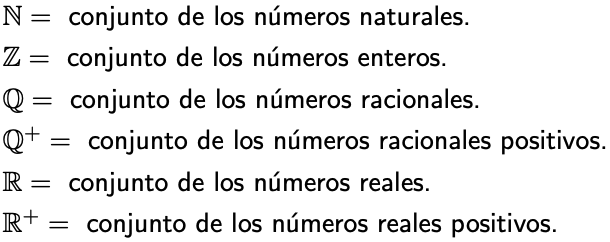 ℕ = conjunto de los números naturales.
ℤ = conjunto de los números enteros.
ℚ = conjunto de los números racionales.
ℚ⁺ = conjunto de los números racionales positivos.
ℝ = conjunto de los números reales.
ℝ⁺ = conjunto de los números reales positivos.